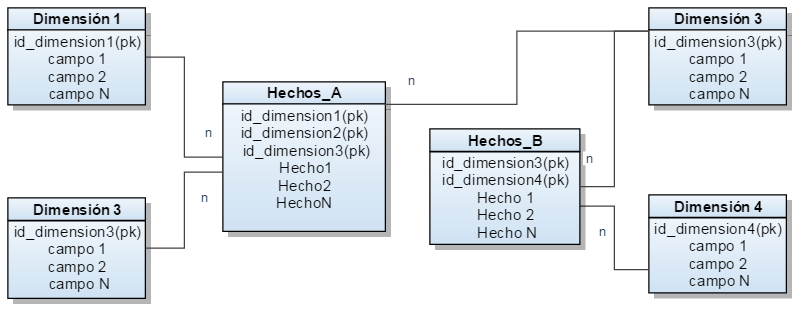 Dimensión 1
id_dimension1(pk)
campo 1
campo 2
campo N
n
Dimensión 3
id_dimension3(pk)
campo 1
campo 2
campo N
n
Hechos_A
id_dimension1(pk)
id_dimension2(pk)
id_dimension3(pk)
Hecho1
Hecho2
HechoN
n
Hechos_B
id_dimension3(pk)
id_dimension4(pk)
Hecho 1
Hecho 2
Hecho N
n
n
Dimensión 3
id_dimension3(pk)
campo 1
campo 2
campo N
Dimensión 4
id_dimension4(pk)
campo 1
campo 2
campo N